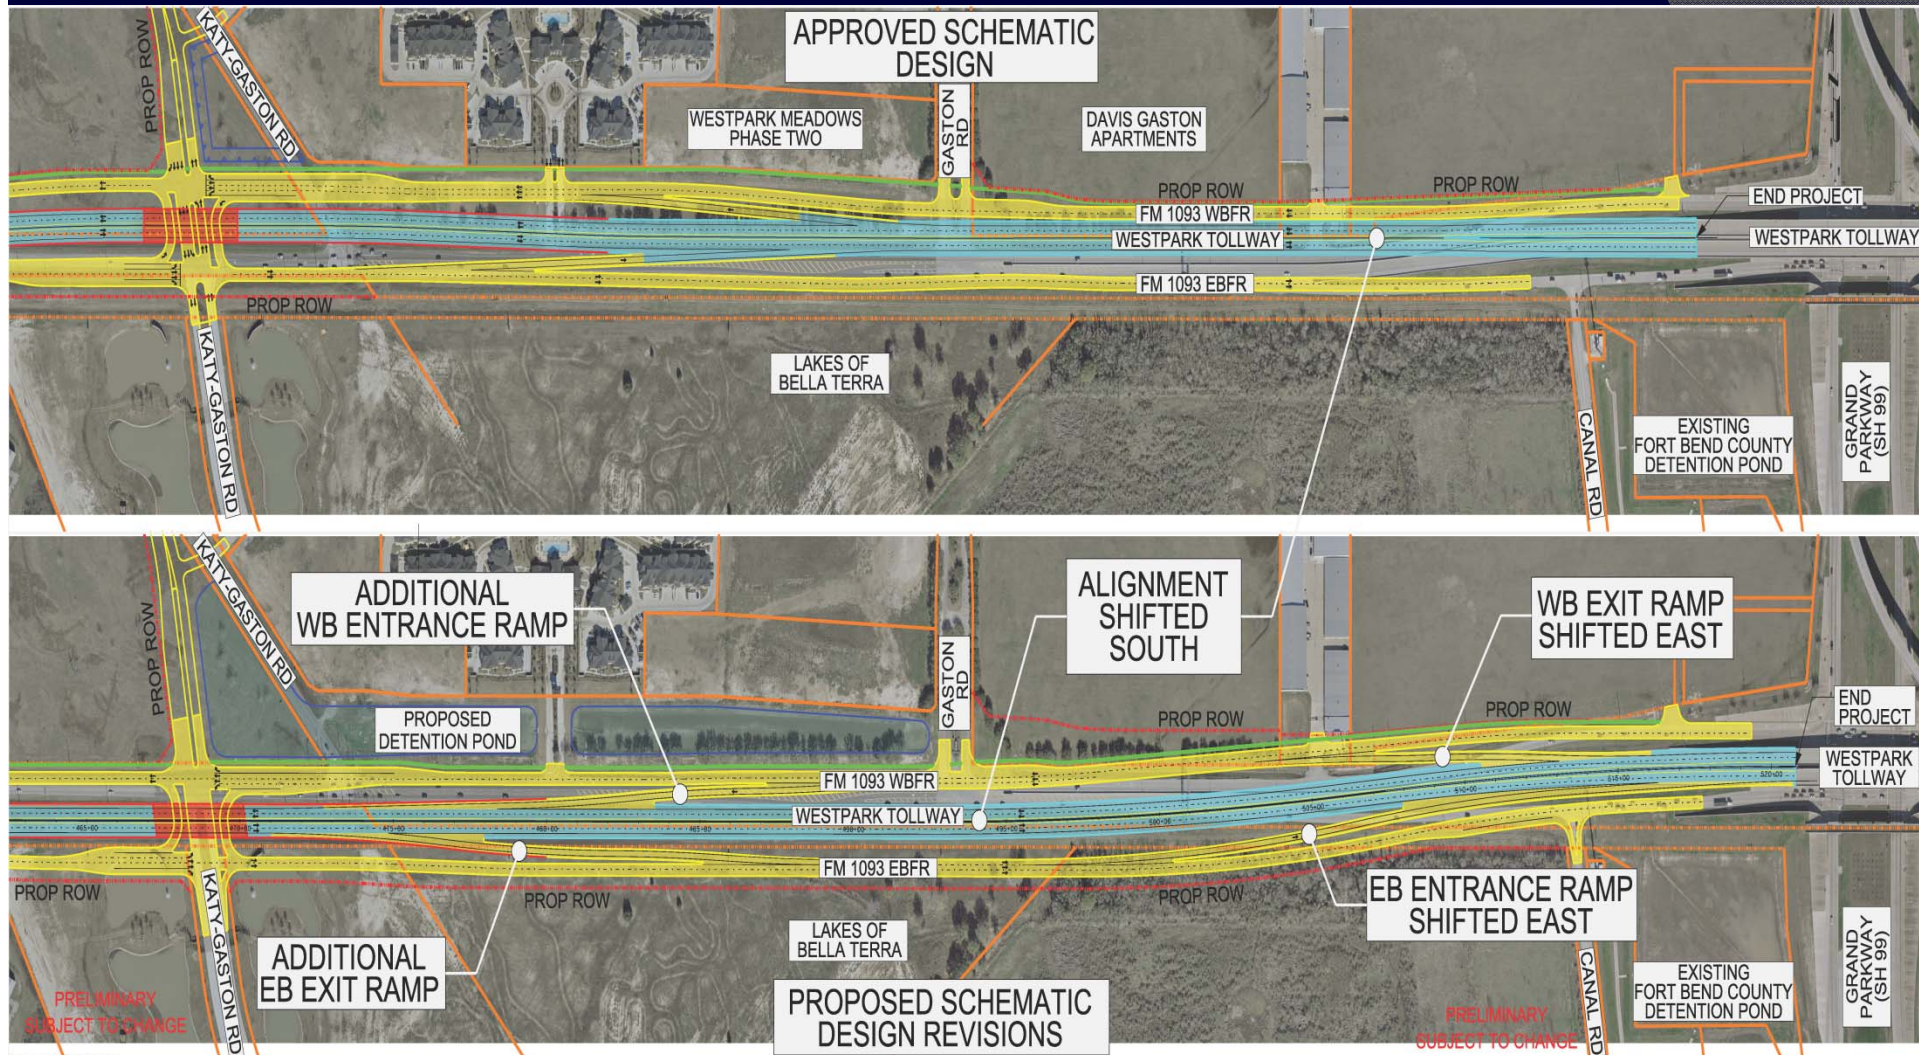 APPROVED SCHEMATIC
DESIGN
PROP ROW
KATY-GASTON RD
WESTPARK MEADOWS
PHASE TWO
GASTON
RD
DAVIS GASTON
APARTMENTS
PROP ROW
PROP ROW
END PROJECT
FM 1093 WBFR
WESTPARK TOLLWAY
WESTPARK TOLLWAY
FM 1093 EBFR
PROP ROW
KATY-GASTON RD
LAKES OF
BELLA TERRA
CANAL RD
EXISTING
FORT BEND COUNTY
DETENTION POND
GRAND
PARKWAY
(SH 99)
PROP ROW
KATY-GASTON RD
ADDITIONAL
WB ENTRANCE RAMP
ALIGNMENT
SHIFTED
SOUTH
WB EXIT RAMP
SHIFTED EAST
GASTON
RD
PROPOSED
DETENTION POND
PROP ROW
PROP ROW
END
PROJECT
FM 1093 WBFR
WESTPARK
TOLLWAY
WESTPARK TOLLWAY
FM 1093 EBFR
PROP ROW
PROP ROW
PROP ROW
KATY-GASTON RD
EB ENTRANCE RAMP
SHIFTED EAST
LAKES OF
BELLA TERRA
ADDITIONAL
EB EXIT RAMP
CANAL RD
EXISTING
FORT BEND COUNTY
DETENTION POND
GRAND
PARKWAY
(SH 99)
PRELIMINARY
SUBJECT TO CHANGE
PROPOSED SCHEMATIC
DESIGN REVISIONS
PRELIMINARY
SUBJECT TO CHANGE